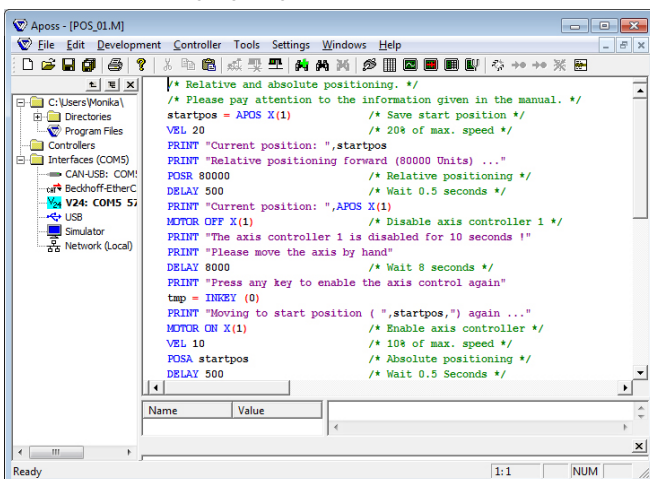 Aposs - [POS_01.M]
File Edit Development Controller Tools Settings Windows Help
C:\Users\Monika\
Directories
Program Files
Controllers
Interfaces (COM5)
CAN-USB: COM!
Beckhoff-EtherC
V24: COM5 57
USB
Simulator
Network (Local)
/* Relative and absolute positioning. */
/* Please pay attention to the information given in the manual. */
startpos = APOS X(1) /* Save start position */
VEL 20 /* 20% of max. speed */
PRINT "Current position: ",startpos
PRINT "Relative positioning forward (80000 Units) ..."
POSR 80000 /* Relative positioning */
DELAY 500 /* Wait 0.5 seconds */
PRINT "Current position: ",APOS X(1)
MOTOR OFF X(1) /* Disable axis controller 1 */
PRINT "The axis controller 1 is disabled for 10 seconds !"
PRINT "Please move the axis by hand"
DELAY 8000 /* Wait 8 seconds */
PRINT "Press any key to enable the axis control again"
tmp = INKEY (0)
PRINT "Moving to start position ( ",startpos,") again ..."
MOTOR ON X(1) /* Enable axis controller */
VEL 10 /* 10% of max. speed */
POSA startpos /* Absolute positioning */
DELAY 500 /* Wait 0.5 Seconds */
Name Value
Ready 1:1 NUM